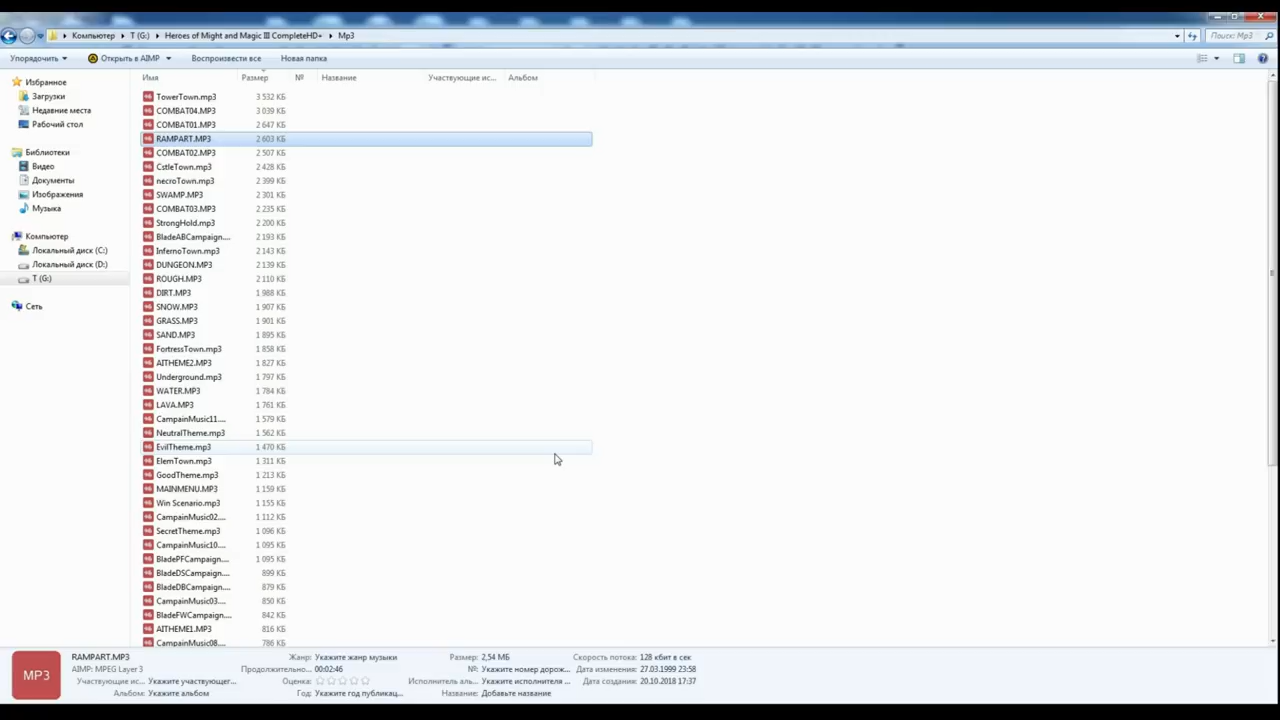 Компьютер ▸ T (G:) ▸ Heroes of Might and Magic III CompleteHD+ ▸ Mp3
Поиск: Mp3
Упорядочить Открыть в AIMP Воспроизвести все Новая папка
Избранное
Загрузки
Недавние места
Рабочий стол
Библиотеки
Видео
Документы
Изображения
Музыка
Компьютер
Локальный диск (C:)
Локальный диск (D:)
T (G:)
Сеть
Имя Размер № Название Участвующие ис... Альбом
TowerTown.mp3 3 532 КБ
COMBAT04.MP3 3 039 КБ
COMBAT01.MP3 2 647 КБ
RAMPART.MP3 2 603 КБ
COMBAT02.MP3 2 507 КБ
CstleTown.mp3 2 428 КБ
necroTown.mp3 2 399 КБ
SWAMP.MP3 2 301 КБ
COMBAT03.MP3 2 235 КБ
StrongHold.mp3 2 200 КБ
BladeABCampaign.... 2 193 КБ
InfernoTown.mp3 2 143 КБ
DUNGEON.MP3 2 139 КБ
ROUGH.MP3 2 110 КБ
DIRT.MP3 1 988 КБ
SNOW.MP3 1 907 КБ
GRASS.MP3 1 901 КБ
SAND.MP3 1 895 КБ
FortressTown.mp3 1 858 КБ
AITHEME2.MP3 1 827 КБ
Underground.mp3 1 797 КБ
WATER.MP3 1 784 КБ
LAVA.MP3 1 761 КБ
CampainMusic11.... 1 579 КБ
NeutralTheme.mp3 1 562 КБ
EvilTheme.mp3 1 470 КБ
ElemTown.mp3 1 311 КБ
GoodTheme.mp3 1 213 КБ
MAINMENU.MP3 1 159 КБ
Win Scenario.mp3 1 155 КБ
CampainMusic02.... 1 112 КБ
SecretTheme.mp3 1 096 КБ
CampainMusic10.... 1 095 КБ
BladePFCampaign.... 1 095 КБ
BladeDSCampaign.... 899 КБ
BladeDBCampaign.... 879 КБ
CampainMusic03.... 850 КБ
BladeFWCampaign.... 842 КБ
AITHEME1.MP3 816 КБ
CampainMusic08.... 786 КБ
MP3
RAMPART.MP3 Жанр: Укажите жанр музыки Размер: 2,54 МБ Скорость потока: 128 кбит в сек
AIMP: MPEG Layer 3 Продолжительно... 00:02:46 №: Укажите номер дорож... Дата изменения: 27.03.1999 23:58
Участвующие ис... Укажите участвующег... Оценка: Исполнитель аль... Укажите исполнителя ... Дата создания: 20.10.2018 17:37
Альбом: Укажите альбом Год: Укажите год публикац... Название: Добавьте название